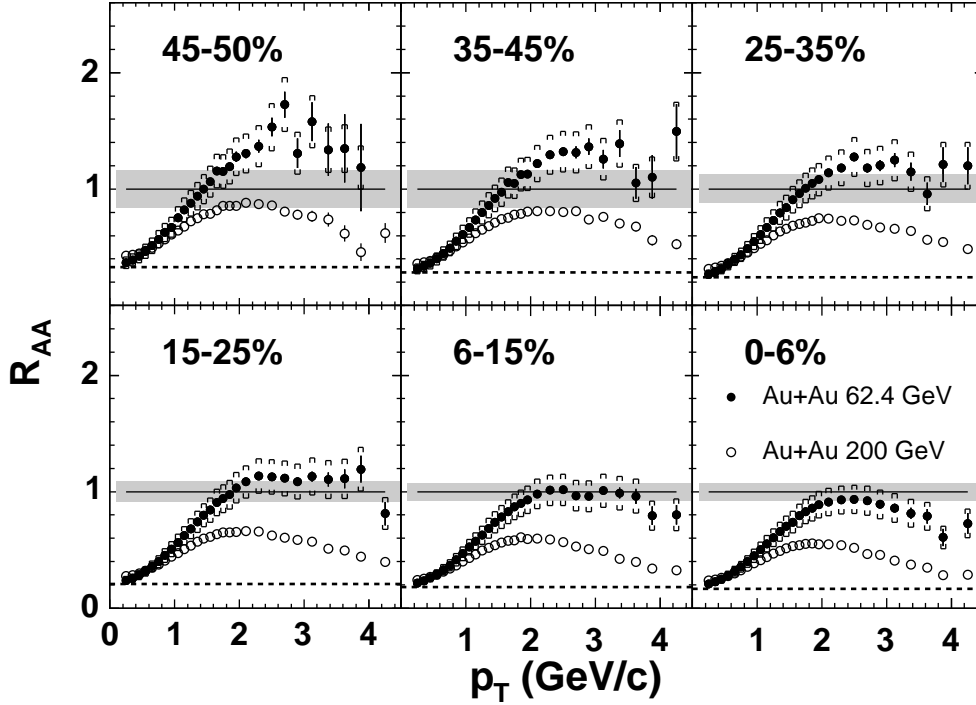 45-50%
35-45%
25-35%
2
1
R_AA
15-25%
6-15%
0-6%
2
Au+Au 62.4 GeV
Au+Au 200 GeV
1
0
0 1 2 3 4 1 2 3 4 1 2 3 4
p_T (GeV/c)